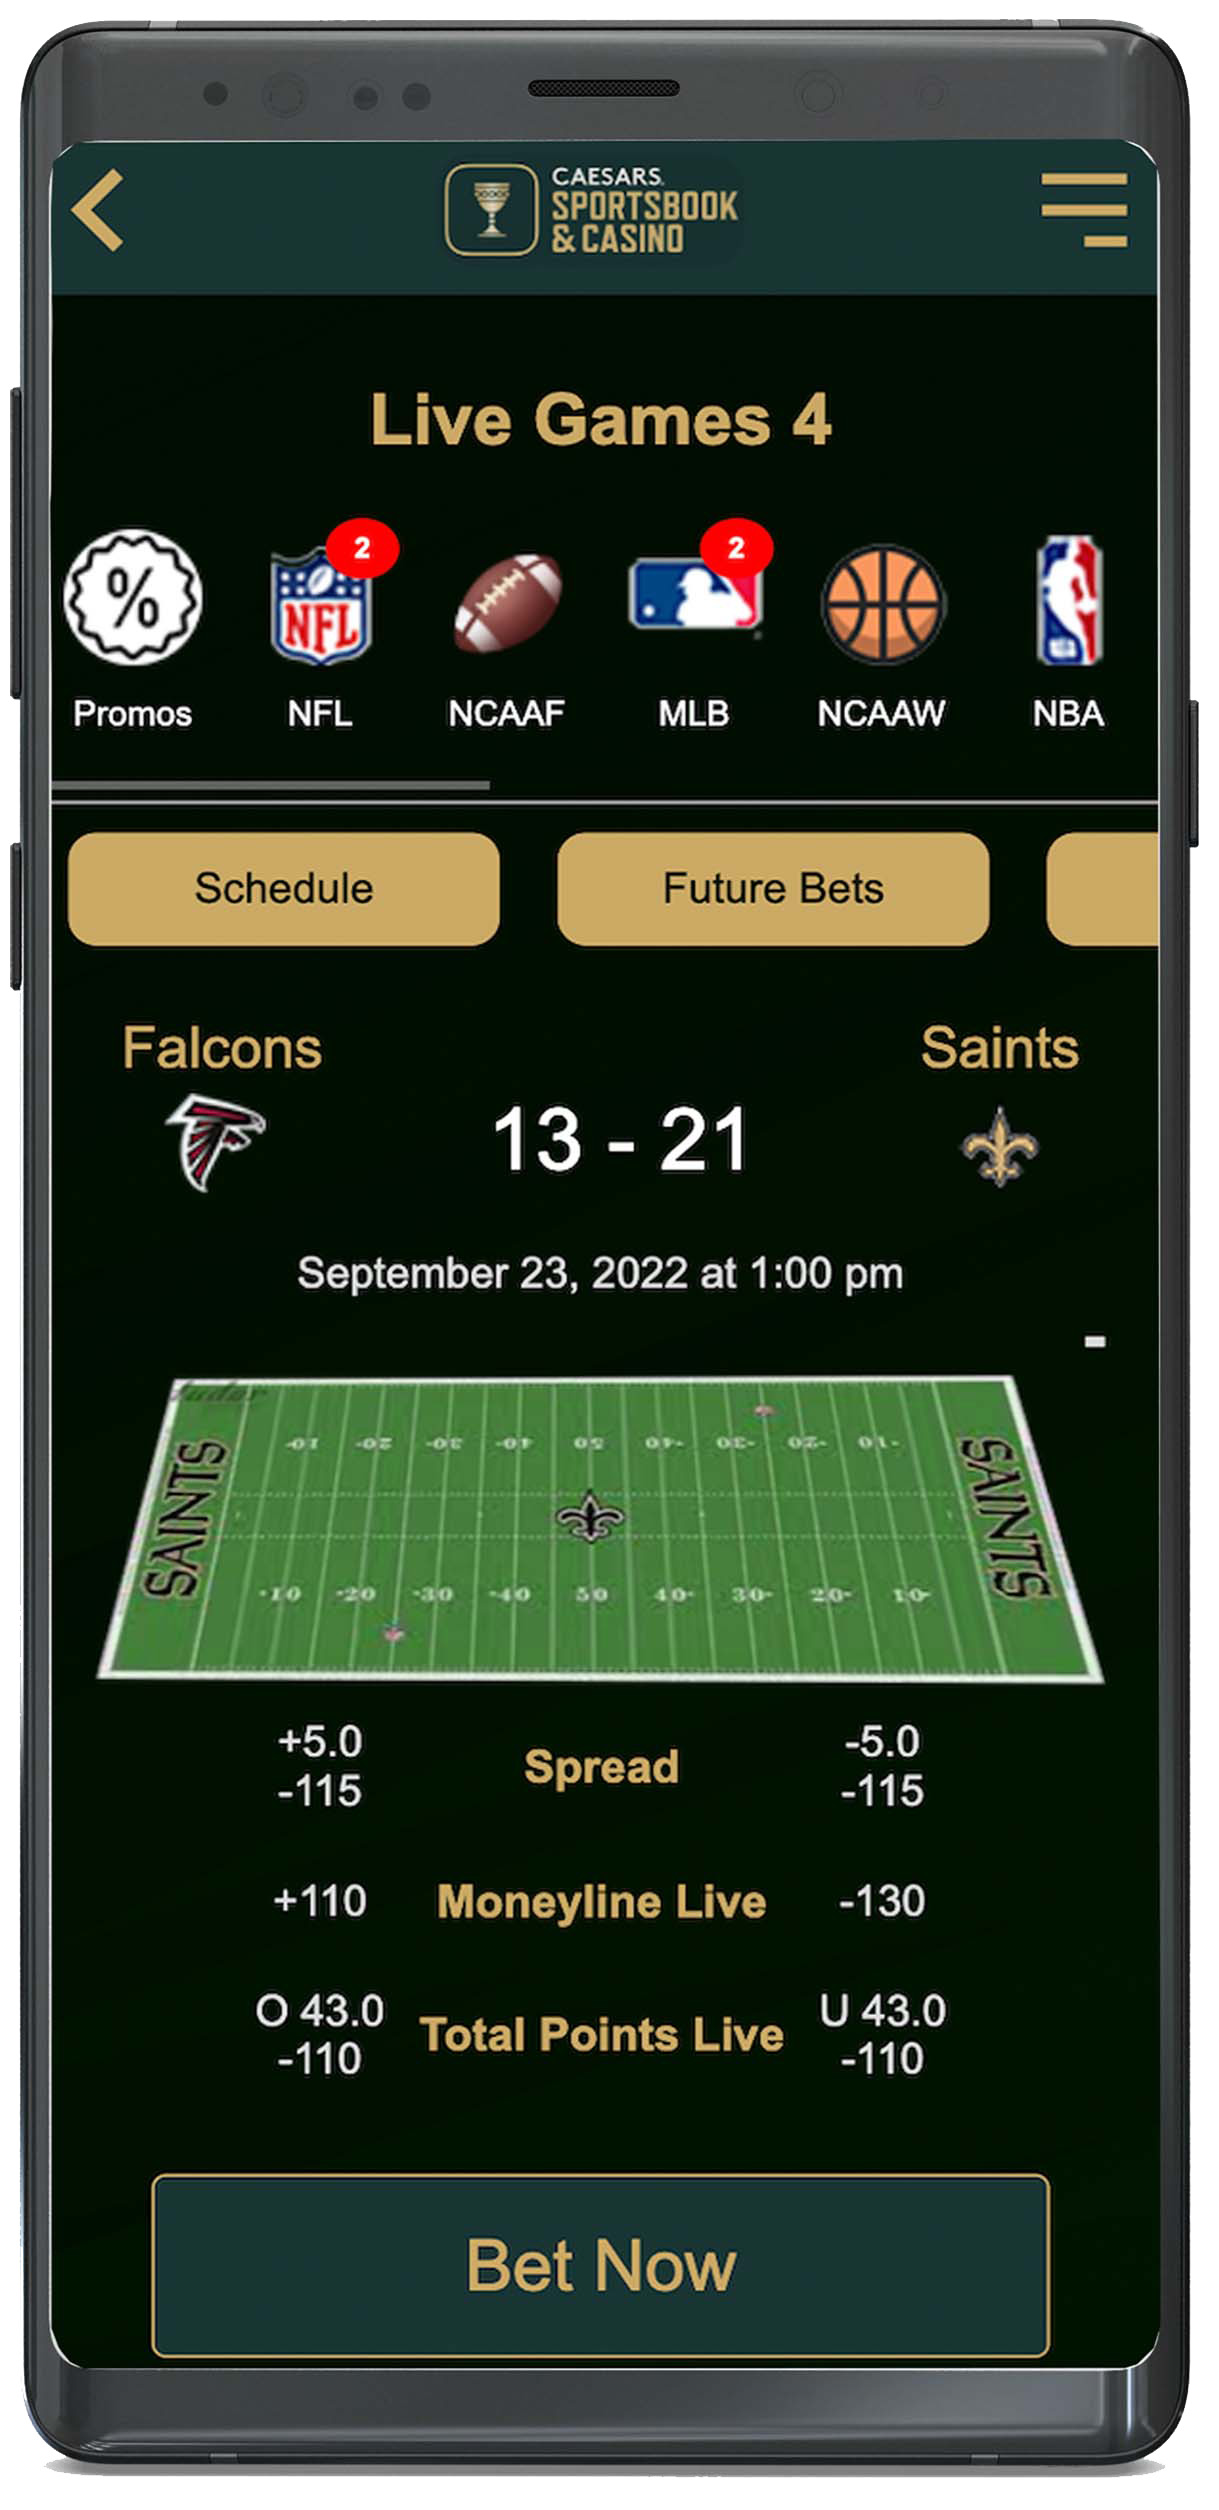 CAESARS
SPORTSBOOK
& CASINO
Live Games 4
2 2
% NFL
Promos NFL NCAAF MLB NCAAW NBA
Schedule Future Bets
Falcons Saints
13 - 21
September 23, 2022 at 1:00 pm
-
-10 -20 -30 -40 50 40- 30- 20- 10-
SAINTS SAINTS
-10 -20 -30 -40 50 40- 30- 20- 10-
+5.0 -5.0
Spread
-115 -115
+110 Moneyline Live -130
O 43.0 U 43.0
Total Points Live
-110 -110
Bet Now